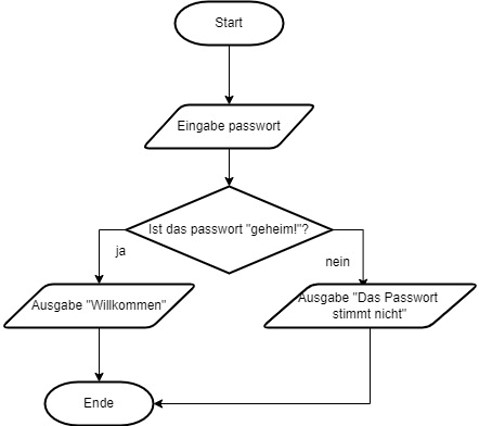 Start
Eingabe passwort
Ist das passwort "geheim!"?
ja
nein
Ausgabe "Willkommen"
Ausgabe "Das Passwort
stimmt nicht"
Ende